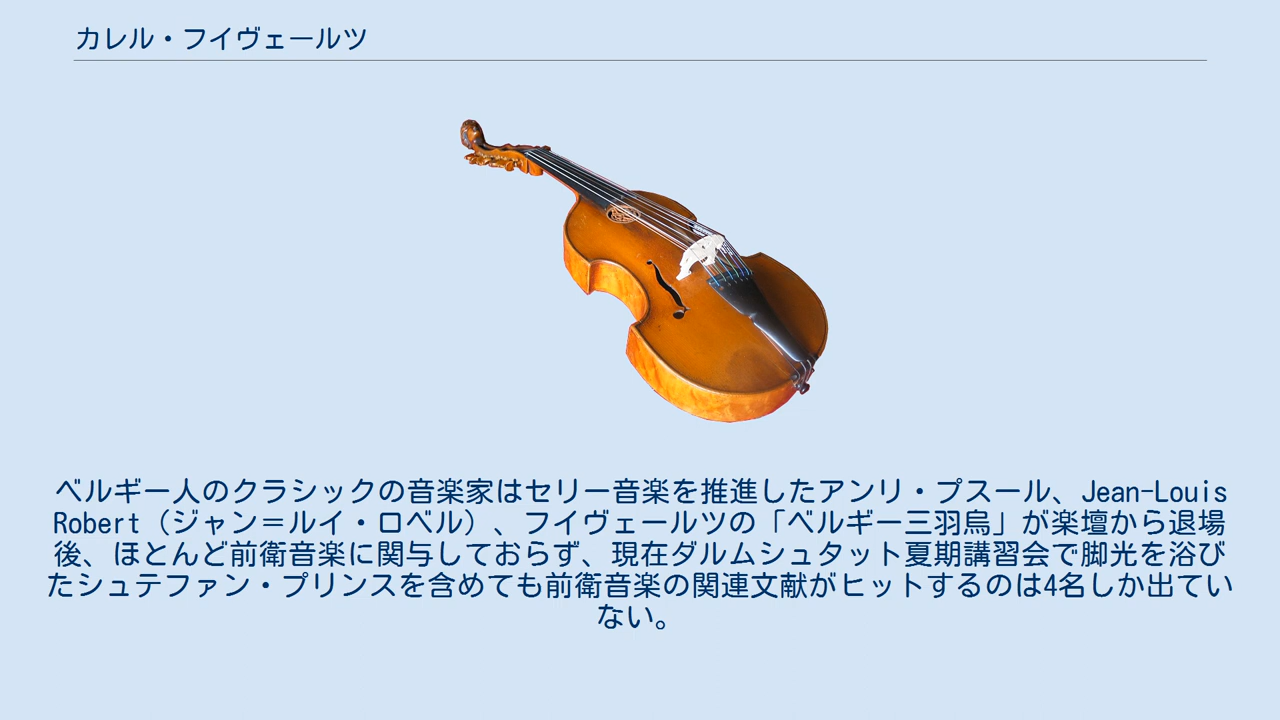 カレル・フイヴェールツ
ベルギー人のクラシックの音楽家はセリー音楽を推進したアンリ・プスール、Jean-Louis
Robert（ジャン＝ルイ・ロベル）、フイヴェールツの「ベルギー三羽烏」が楽壇から退場
後、ほとんど前衛音楽に関与しておらず、現在ダルムシュタット夏期講習会で脚光を浴び
たシュテファン・プリンスを含めても前衛音楽の関連文献がヒットするのは4名しか出てい
ない。